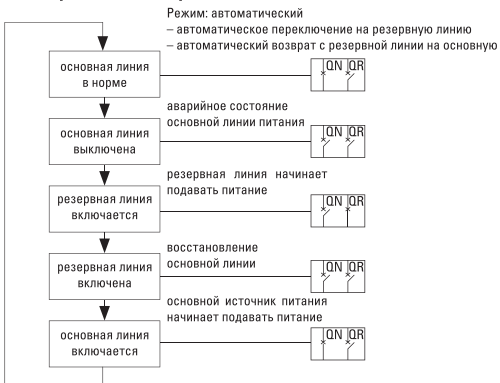 Режим: автоматический
– автоматическое переключение на резервную линию
– автоматический возврат с резервной линии на основную
основная линия
в норме
QN QR
аварийное состояние
основной линии питания
основная линия
выключена
QN QR
резервная линия начинает
подавать питание
резервная линия
включается
QN QR
восстановление
основной линии
резервная линия
включена
QN QR
основной источник питания
начинает подавать питание
основная линия
включается
QN QR